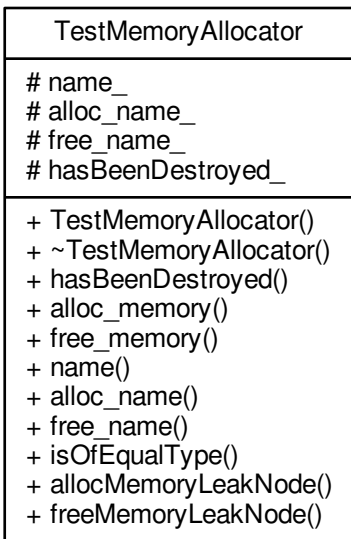 TestMemoryAllocator
# name_
# alloc_name_
# free_name_
# hasBeenDestroyed_
+ TestMemoryAllocator()
+ ~TestMemoryAllocator()
+ hasBeenDestroyed()
+ alloc_memory()
+ free_memory()
+ name()
+ alloc_name()
+ free_name()
+ isOfEqualType()
+ allocMemoryLeakNode()
+ freeMemoryLeakNode()